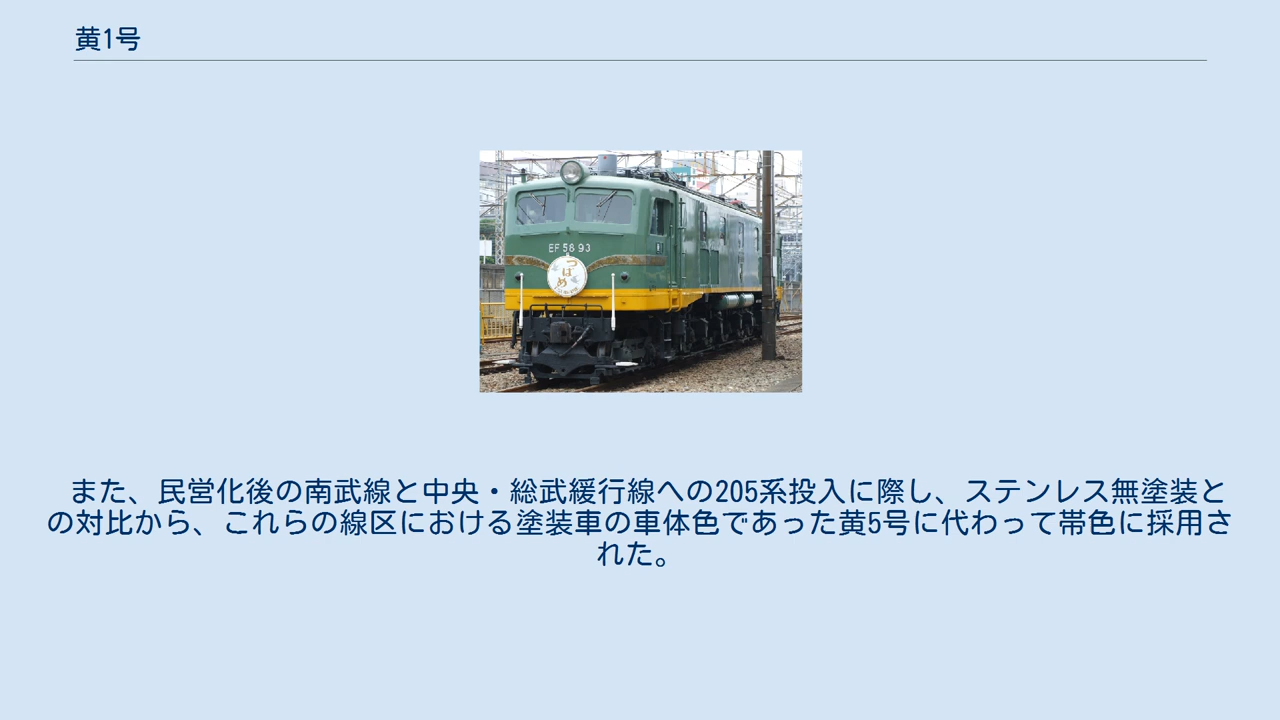 黄1号
EF 58 93
つばめ
また、民営化後の南武線と中央・総武緩行線への205系投入に際し、ステンレス無塗装と
の対比から、これらの線区における塗装車の車体色であった黄5号に代わって帯色に採用さ
れた。